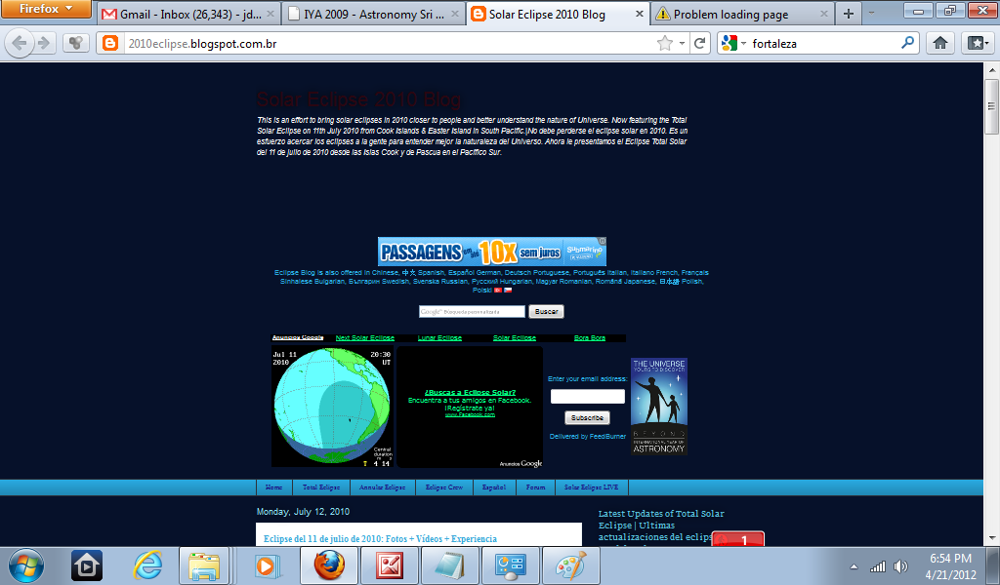 Firefox
Gmail - Inbox (26,343) - jd...
IYA 2009 - Astronomy Sri ...
Solar Eclipse 2010 Blog
Problem loading page
2010eclipse.blogspot.com.br
fortaleza
Solar Eclipse 2010 Blog
This is an effort to bring solar eclipses in 2010 closer to people and better understand the nature of Universe. Now featuring the Total
Solar Eclipse on 11th July 2010 from Cook Islands & Easter Island in South Pacific.|No debe perderse el eclipse solar en 2010. Es un
esfuerzo acercar los eclipses a la gente para entender mejor la naturaleza del Universo. Ahora le presentamos el Eclipse Total Solar
del 11 de julio de 2010 desde las Islas Cook y de Pascua en el Pacífico Sur.
PASSAGENS em até 10x sem juros Submarino
Eclipse Blog is also offered in Chinese, 中文 Spanish, Español German, Deutsch Portuguese, Português Italian, Italiano French, Français
Sinhalese Bulgarian, Български Swedish, Svenska Russian, Русский Hungarian, Magyar Romanian, Română Japanese, 日本語 Polish,
Polski
Google Búsqueda personalizada
Buscar
Anuncios Google
Next Solar Eclipse
Lunar Eclipse
Solar Eclipse
Bora Bora
Jul 11 20:30
2010 UT
Central
duration
m s
T 4 14
¿Buscas a Eclipse Solar?
Encuentra a tus amigos en Facebook.
¡Regístrate ya!
www.Facebook.com
Anuncios Google
Enter your email address:
Subscribe
Delivered by FeedBurner
THE UNIVERSE
YOURS TO DISCOVER
BEYOND
INTERNATIONAL YEAR OF
ASTRONOMY
Home
Total Eclipse
Annular Eclipse
Eclipse Crew
Español
Forum
Solar Eclipse LIVE
Monday, July 12, 2010
Eclipse del 11 de julio de 2010: Fotos + Vídeos + Experiencia
Latest Updates of Total Solar
Eclipse | Ultimas
actualizaciones del eclips
1
6:54 PM
4/21/2012